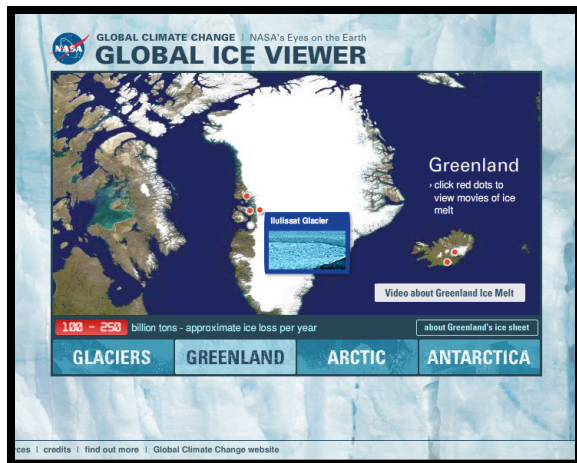 NASA
GLOBAL CLIMATE CHANGE | NASA's Eyes on the Earth
GLOBAL ICE VIEWER
Greenland
› click red dots to
view movies of ice
melt
Ilulissat Glacier
Video about Greenland Ice Melt
100 - 250 billion tons - approximate ice loss per year
about Greenland's ice sheet
GLACIERS GREENLAND ARCTIC ANTARCTICA
rces | credits | find out more | Global Climate Change website